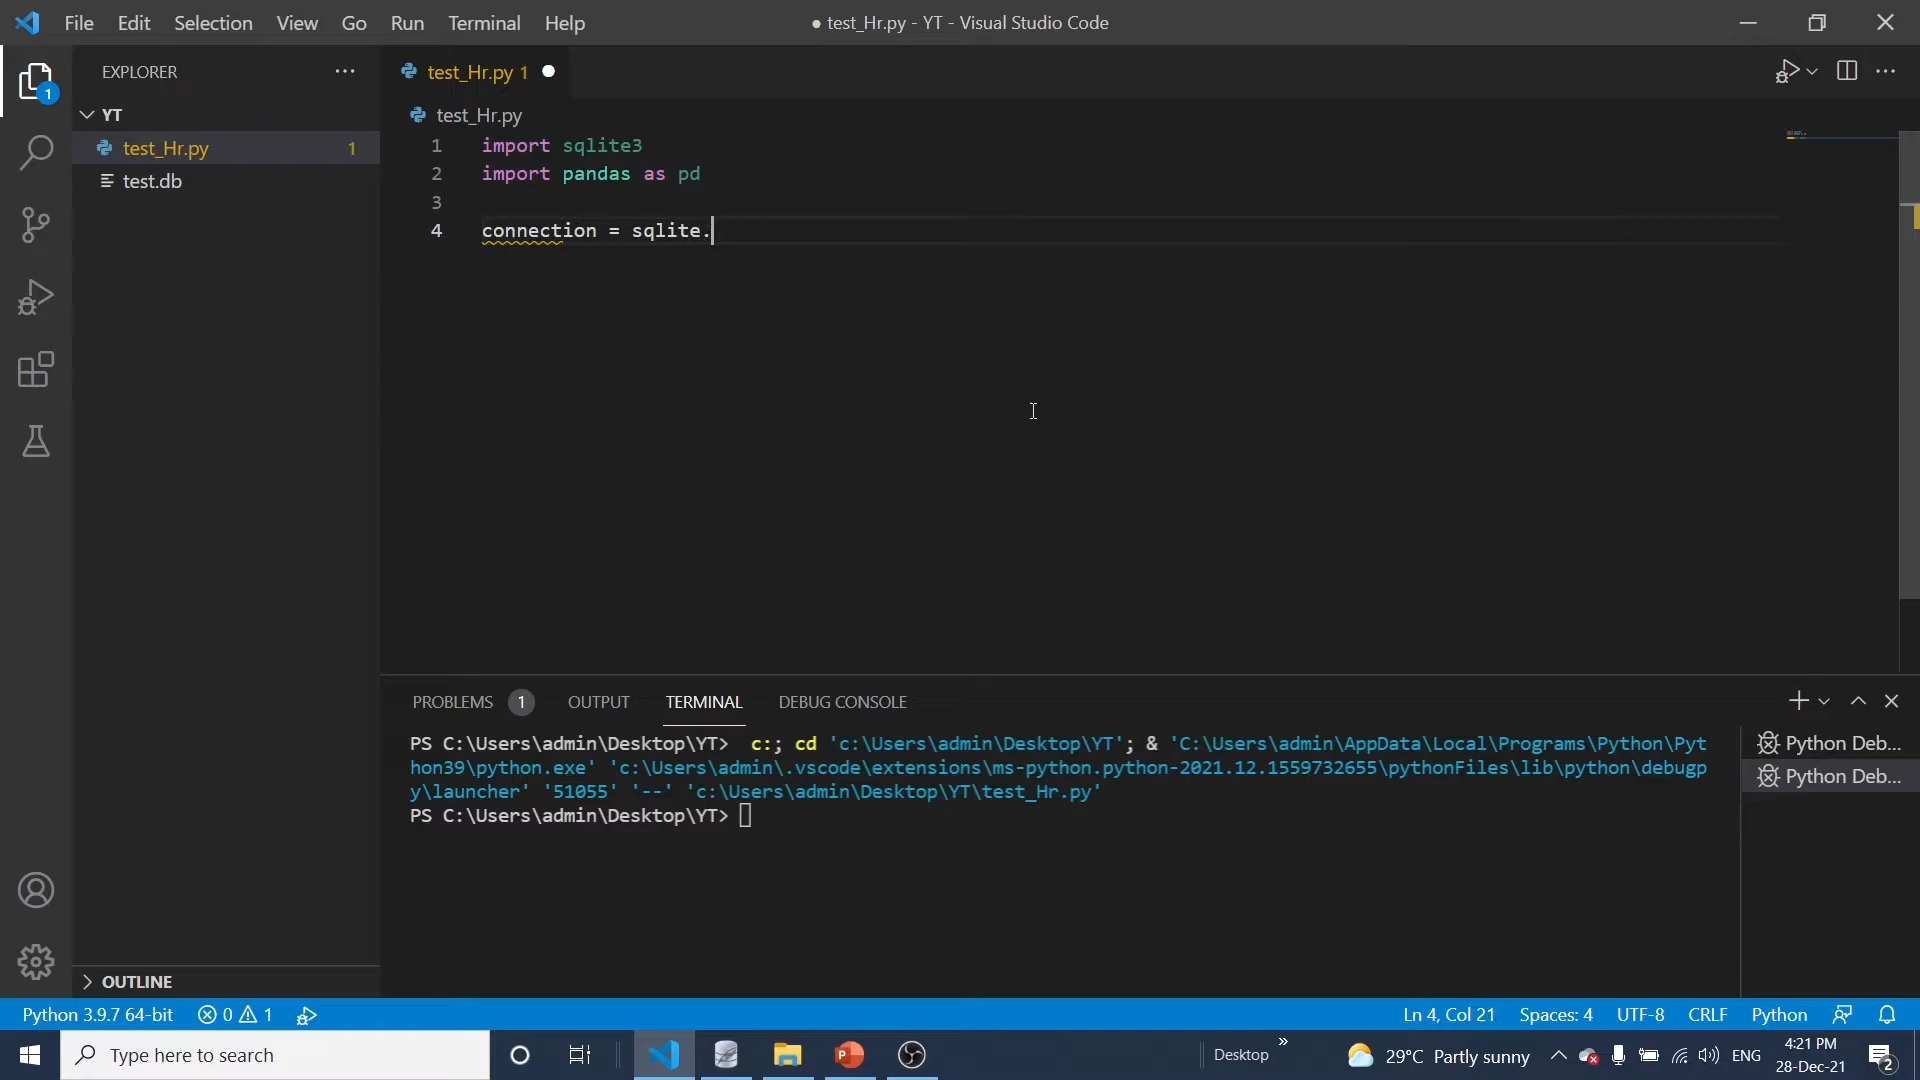 File Edit Selection View Go Run Terminal Help
● test_Hr.py - YT - Visual Studio Code
EXPLORER
YT
test_Hr.py 1
test.db
OUTLINE
1
test_Hr.py 1
test_Hr.py
1 import sqlite3
2 import pandas as pd
3
4 connection = sqlite.
PROBLEMS 1 OUTPUT TERMINAL DEBUG CONSOLE
PS C:\Users\admin\Desktop\YT> c:; cd 'c:\Users\admin\Desktop\YT'; & 'C:\Users\admin\AppData\Local\Programs\Python\Pyt
hon39\python.exe' 'c:\Users\admin\.vscode\extensions\ms-python.python-2021.12.1559732655\pythonFiles\lib\python\debugp
y\launcher' '51055' '--' 'c:\Users\admin\Desktop\YT\test_Hr.py'
PS C:\Users\admin\Desktop\YT>
Python Deb...
Python Deb...
Python 3.9.7 64-bit 0 1
Ln 4, Col 21 Spaces: 4 UTF-8 CRLF Python
Type here to search
P
Desktop
29°C Partly sunny
ENG
4:21 PM
28-Dec-21
2